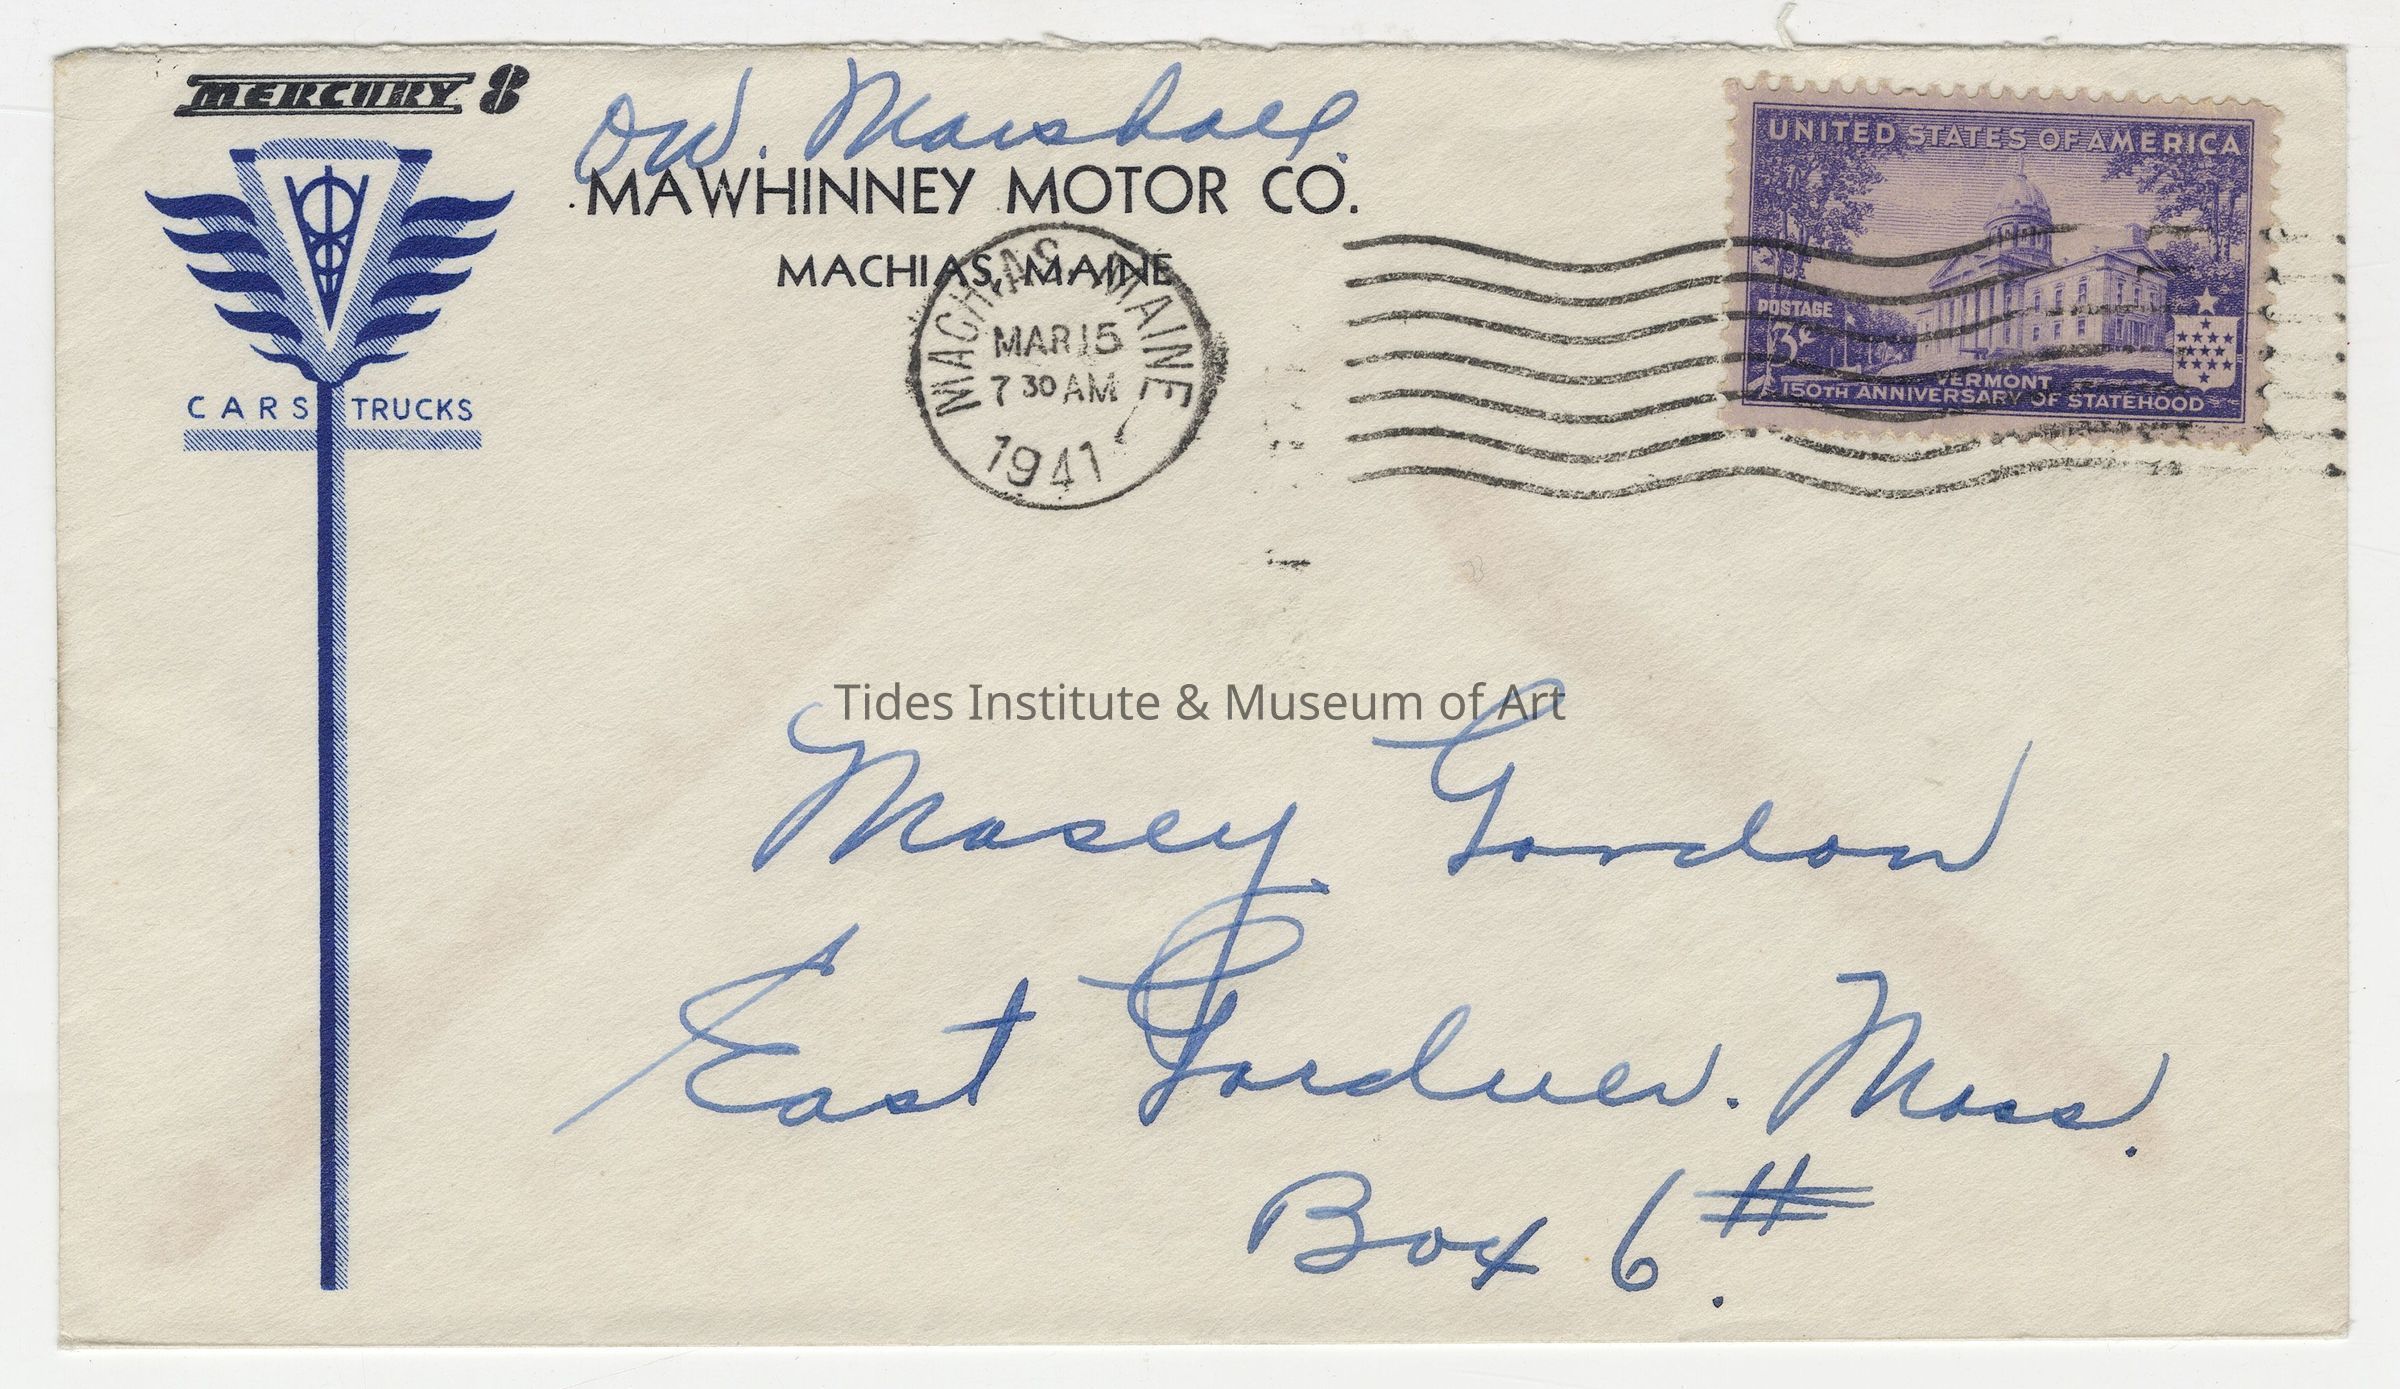 MERCURY 8
V8
CARS TRUCKS
D.W. Marshall.
MAWHINNEY MOTOR CO.
MACHIAS, MAINE
MACHIAS MAINE
MAR 15
7 30 AM
1941
UNITED STATES OF AMERICA
POSTAGE
3¢
VERMONT
150TH ANNIVERSARY OF STATEHOOD
Tides Institute & Museum of Art
Masey Gordon
East Gardner. Mass.
Box 6#.